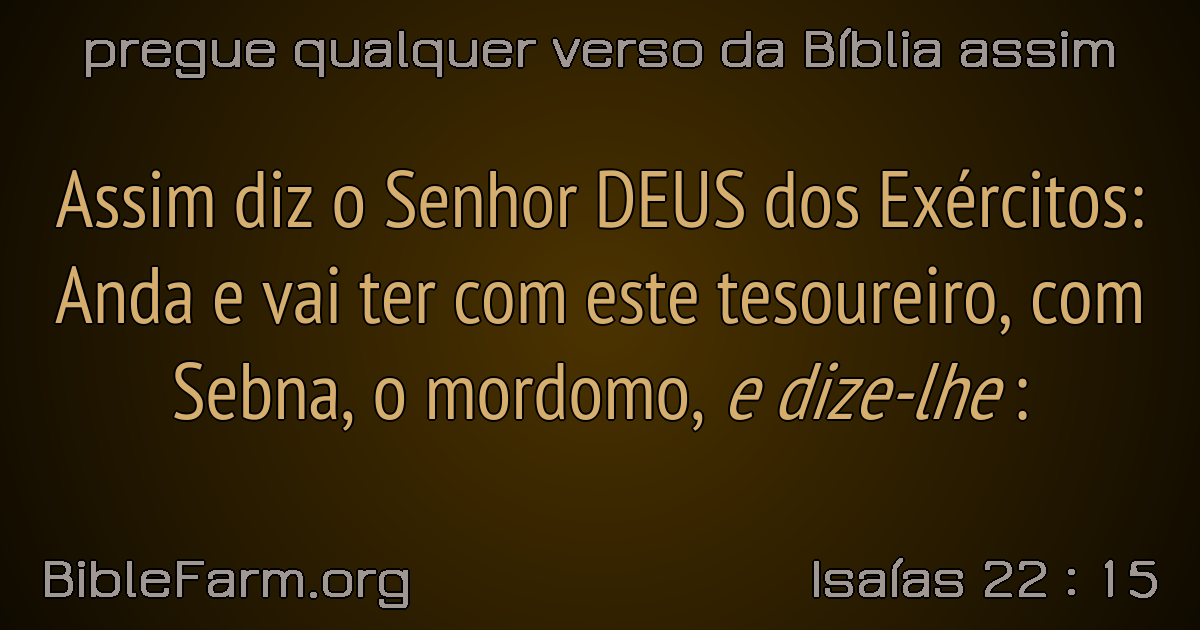 pregue qualquer verso da Bíblia assim
Assim diz o Senhor DEUS dos Exércitos:
Anda e vai ter com este tesoureiro, com
Sebna, o mordomo, e dize-lhe :
BibleFarm.org
Isaías 22 : 15